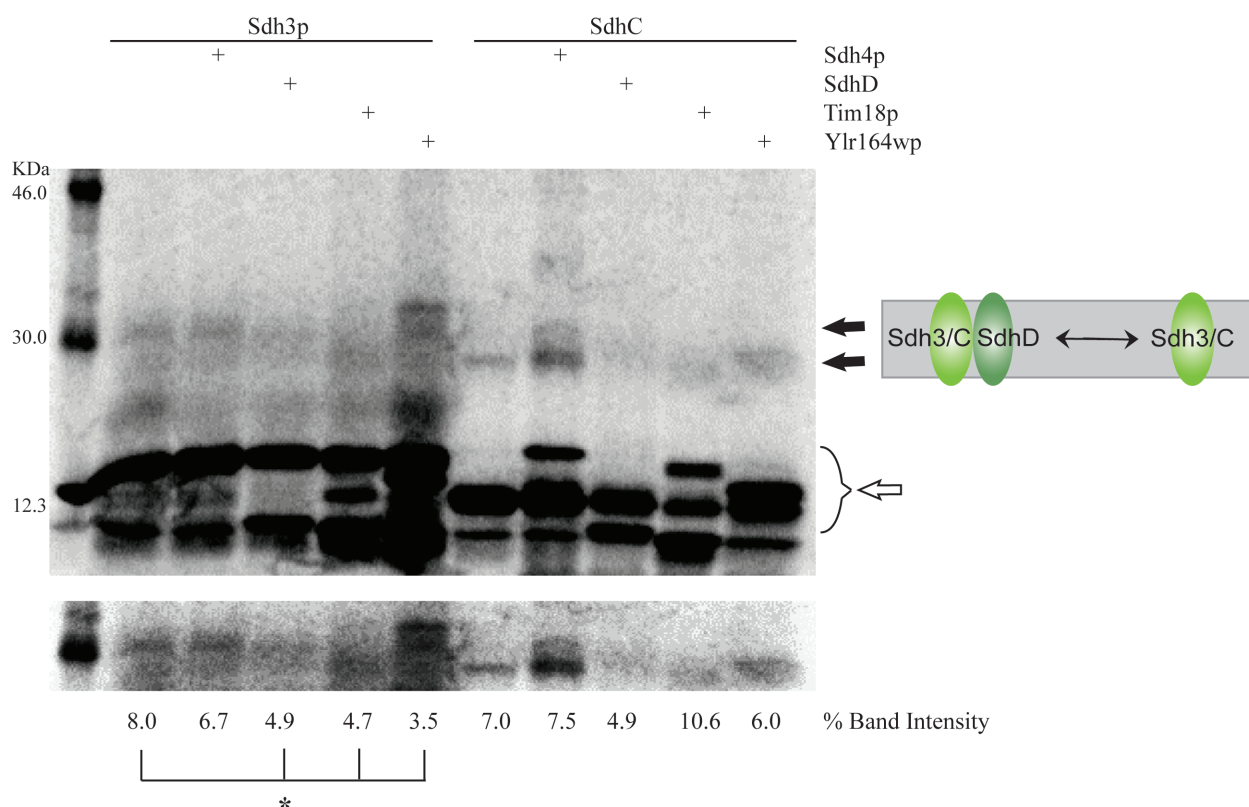 Sdh3p SdhC
+ + Sdh4p
+ + SdhD
+ + Tim18p
+ + Ylr164wp
KDa
46.0
30.0
12.3
Sdh3/C SdhD Sdh3/C
8.0 6.7 4.9 4.7 3.5 7.0 7.5 4.9 10.6 6.0 % Band Intensity
*